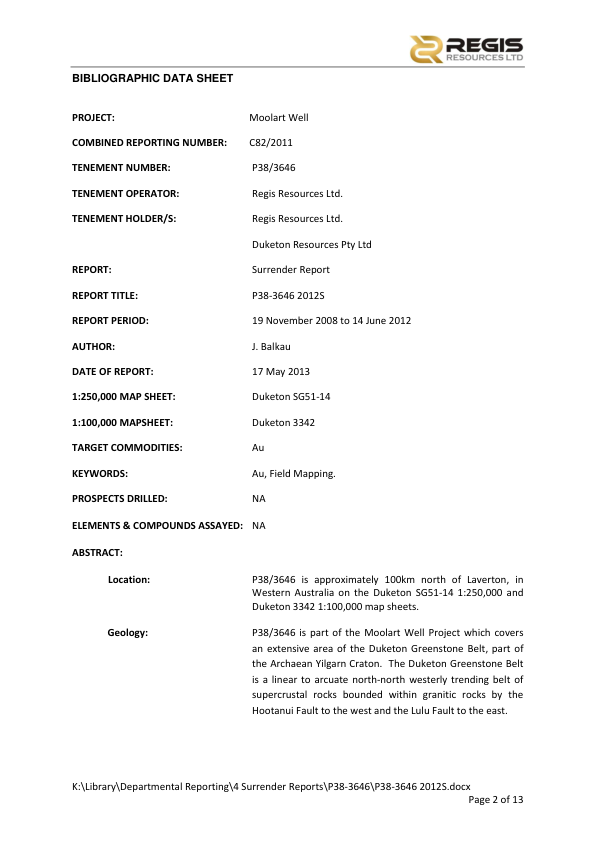 REGIS
RESOURCES LTD
BIBLIOGRAPHIC DATA SHEET
PROJECT: Moolart Well
COMBINED REPORTING NUMBER: C82/2011
TENEMENT NUMBER: P38/3646
TENEMENT OPERATOR: Regis Resources Ltd.
TENEMENT HOLDER/S: Regis Resources Ltd.
Duketon Resources Pty Ltd
REPORT: Surrender Report
REPORT TITLE: P38-3646 2012S
REPORT PERIOD: 19 November 2008 to 14 June 2012
AUTHOR: J. Balkau
DATE OF REPORT: 17 May 2013
1:250,000 MAP SHEET: Duketon SG51-14
1:100,000 MAPSHEET: Duketon 3342
TARGET COMMODITIES: Au
KEYWORDS: Au, Field Mapping.
PROSPECTS DRILLED: NA
ELEMENTS & COMPOUNDS ASSAYED: NA
ABSTRACT:
Location: P38/3646 is approximately 100km north of Laverton, in
Western Australia on the Duketon SG51-14 1:250,000 and
Duketon 3342 1:100,000 map sheets.
Geology: P38/3646 is part of the Moolart Well Project which covers
an extensive area of the Duketon Greenstone Belt, part of
the Archaean Yilgarn Craton. The Duketon Greenstone Belt
is a linear to arcuate north-north westerly trending belt of
supercrustal rocks bounded within granitic rocks by the
Hootanui Fault to the west and the Lulu Fault to the east.
K:\Library\Departmental Reporting\4 Surrender Reports\P38-3646\P38-3646 2012S.docx
Page 2 of 13